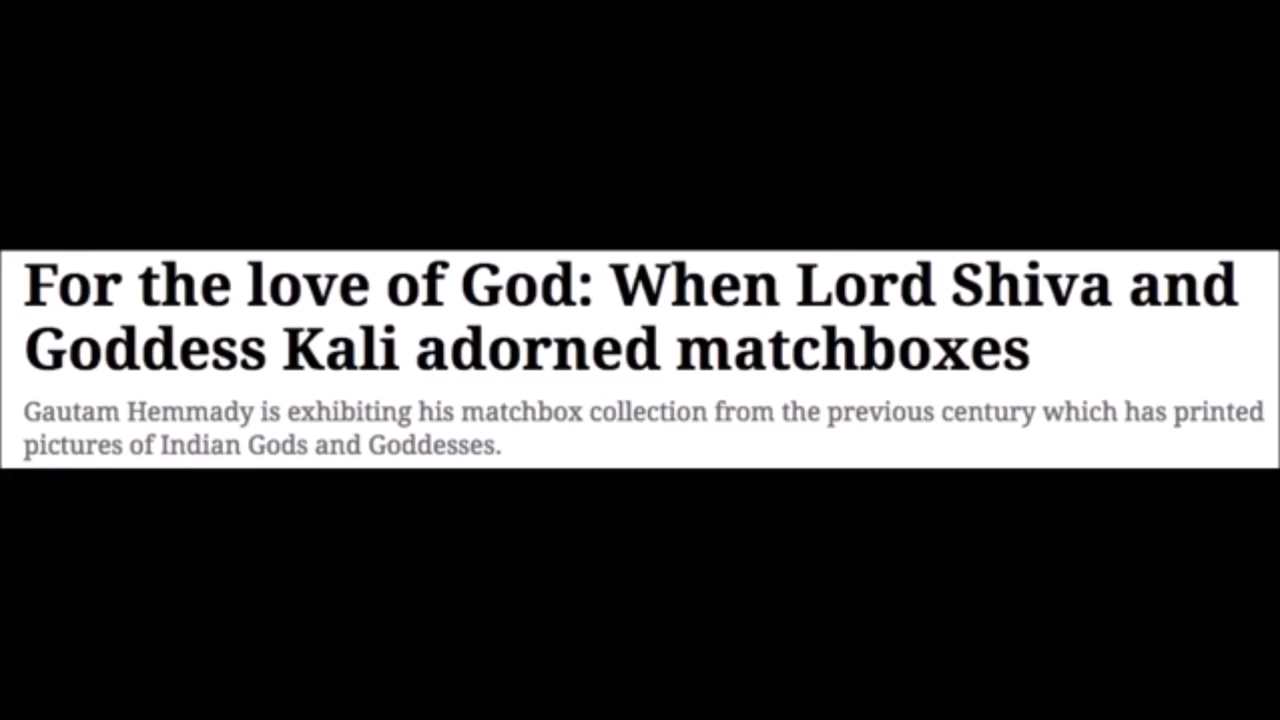 For the love of God: When Lord Shiva and
Goddess Kali adorned matchboxes
Gautam Hemmady is exhibiting his matchbox collection from the previous century which has printed
pictures of Indian Gods and Goddesses.